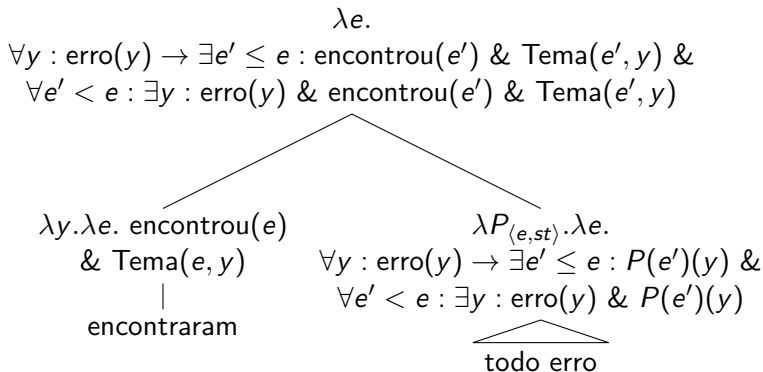 λe.
∀y : erro(y) → ∃e′ ≤ e : encontrou(e′) & Tema(e′, y) &
∀e′ < e : ∃y : erro(y) & encontrou(e′) & Tema(e′, y)
λy.λe. encontrou(e)
& Tema(e, y)
encontraram
λP⟨e,st⟩.λe.
∀y : erro(y) → ∃e′ ≤ e : P(e′)(y) &
∀e′ < e : ∃y : erro(y) & P(e′)(y)
todo erro